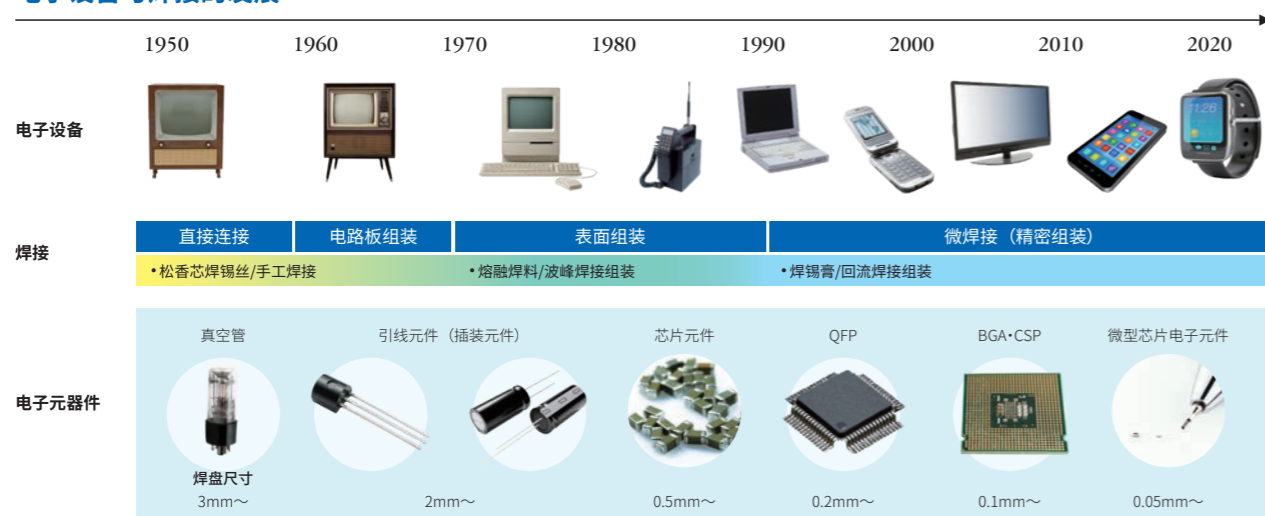 1950 1960 1970 1980 1990 2000 2010 2020
电子设备
11:26
焊接
直接连接 电路板组装 表面组装 微焊接（精密组装）
•松香芯焊锡丝/手工焊接 •熔融焊料/波峰焊接组装 •焊锡膏/回流焊接组装
电子元器件
真空管 引线元件（插装元件） 芯片元件 QFP BGA•CSP 微型芯片电子元件
焊盘尺寸
3mm～ 2mm～ 0.5mm～ 0.2mm～ 0.1mm～ 0.05mm～